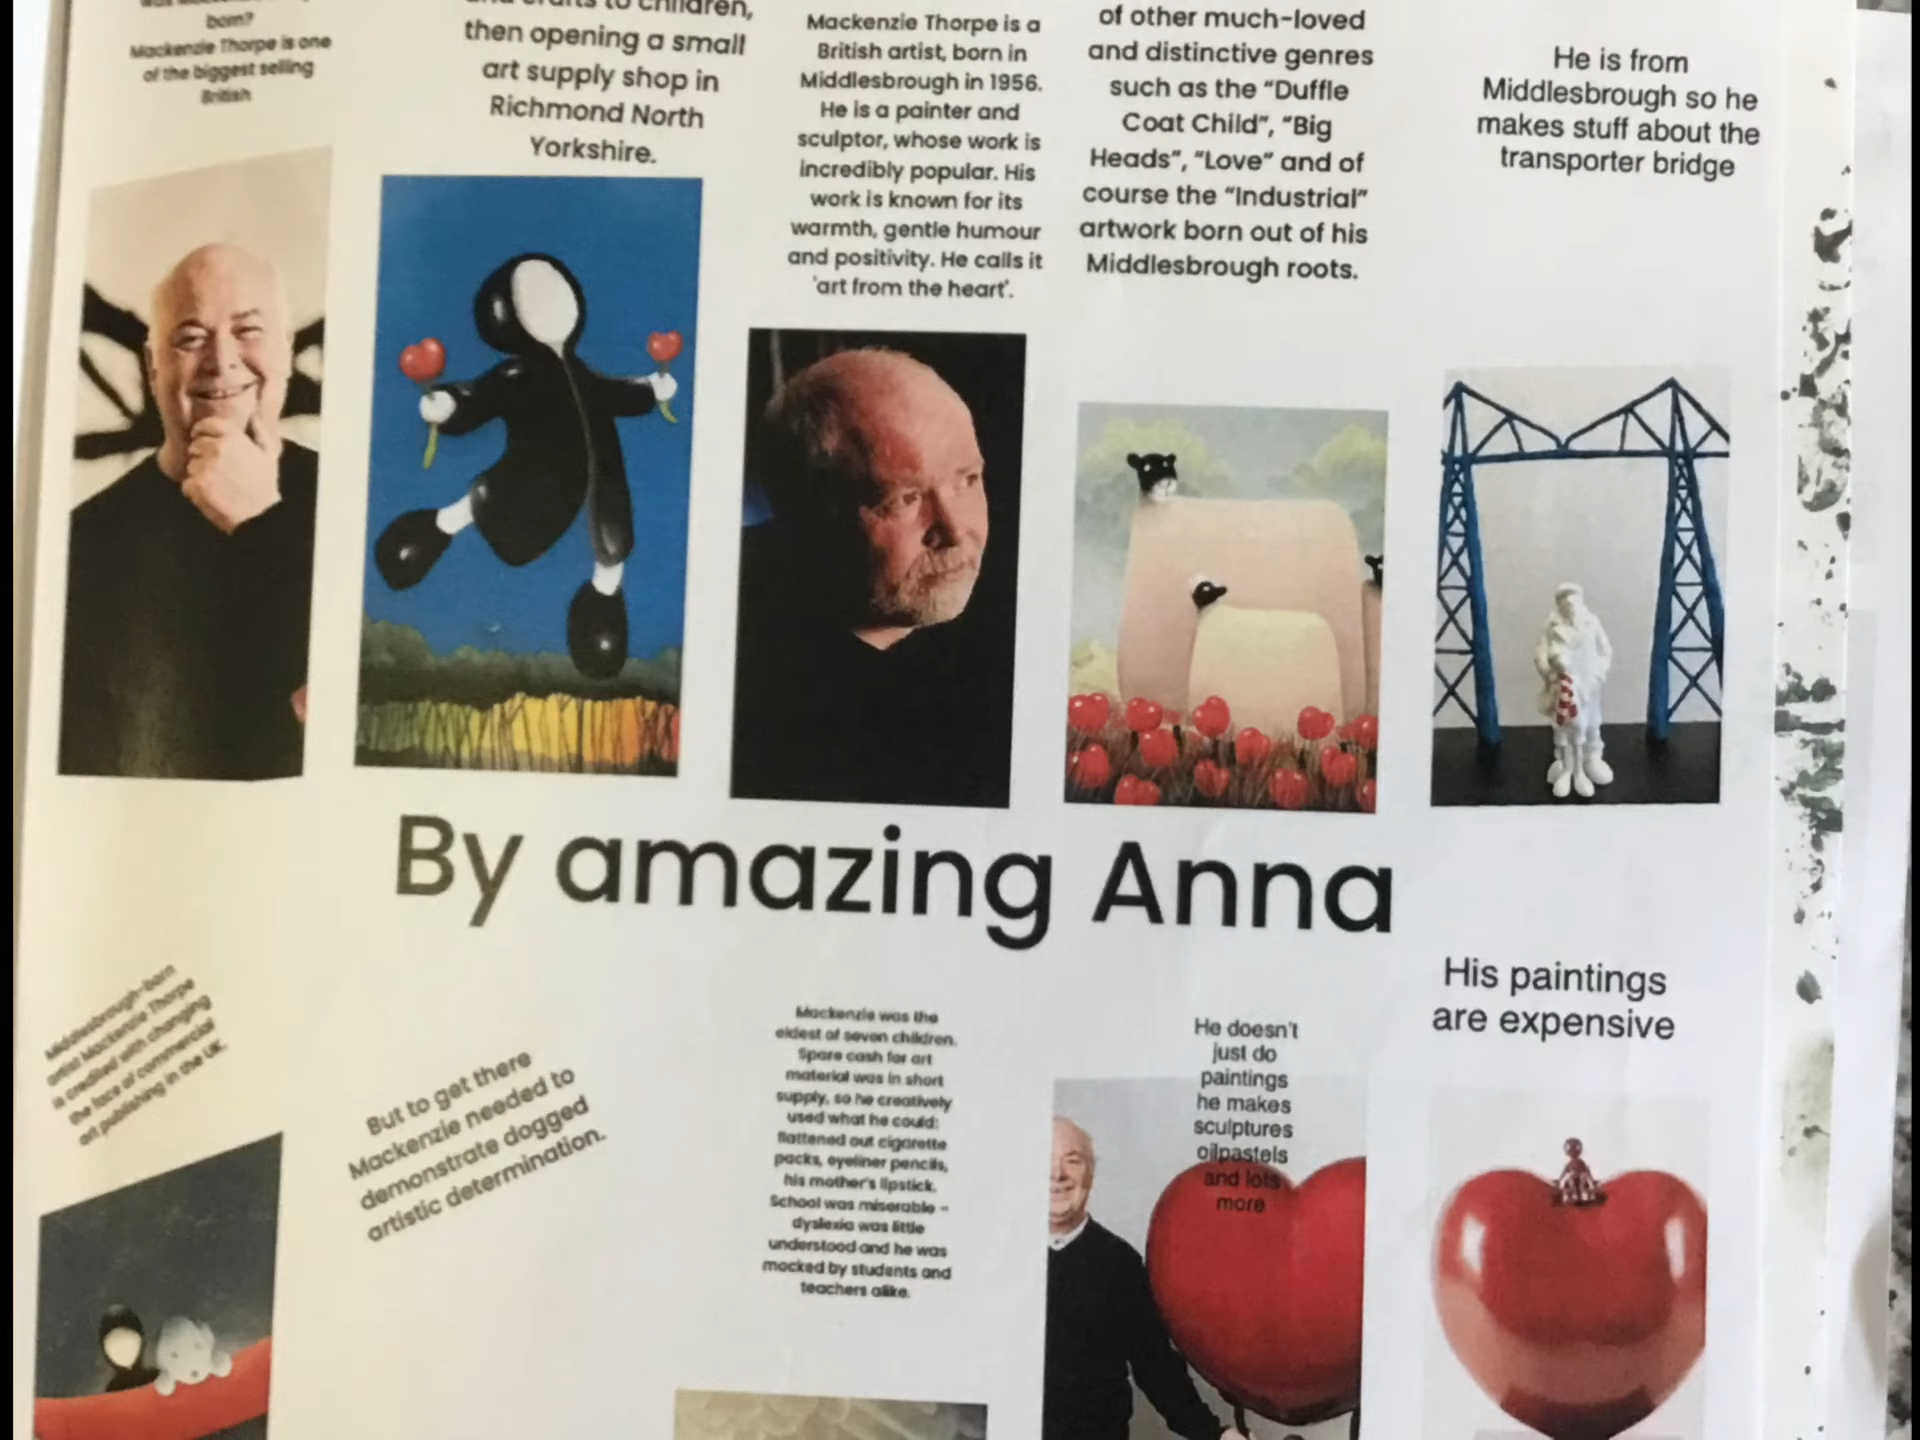 born?
Mackenzie Thorpe is one
of the biggest selling
British
and crafts to children,
then opening a small
art supply shop in
Richmond North
Yorkshire.
Mackenzie Thorpe is a
British artist, born in
Middlesbrough in 1956.
He is a painter and
sculptor, whose work is
incredibly popular. His
work is known for its
warmth, gentle humour
and positivity. He calls it
'art from the heart'.
of other much-loved
and distinctive genres
such as the "Duffle
Coat Child", "Big
Heads", "Love" and of
course the "Industrial"
artwork born out of his
Middlesbrough roots.
He is from
Middlesbrough so he
makes stuff about the
transporter bridge
By amazing Anna
Middlesbrough-born
artist Mackenzie Thorpe
is credited with changing
the face of commercial
art publishing in the UK.
But to get there
Mackenzie needed to
demonstrate dogged
artistic determination.
Mackenzie was the
eldest of seven children.
Spare cash for art
material was in short
supply, so he creatively
used what he could:
flattened out cigarette
packs, eyeliner pencils,
his mother's lipstick.
School was miserable –
dyslexia was little
understood and he was
mocked by students and
teachers alike.
He doesn't
just do
paintings
he makes
sculptures
oilpastels
and lots
more
His paintings
are expensive